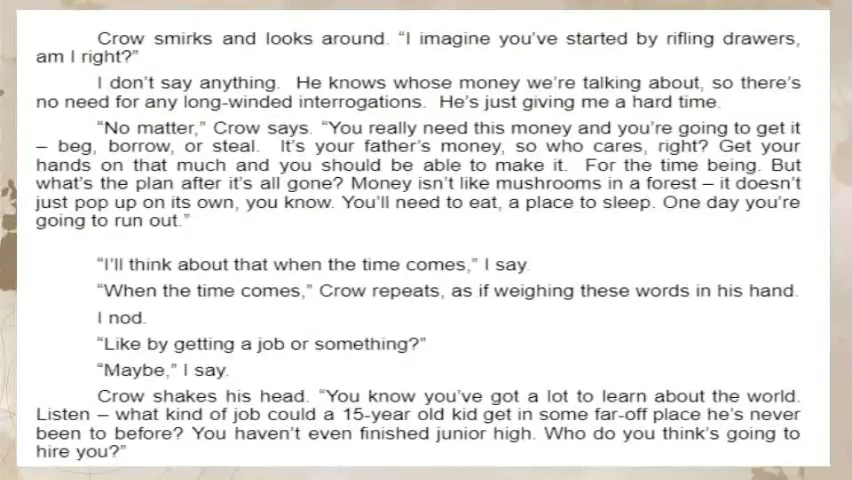 Crow smirks and looks around. “I imagine you’ve started by rifling drawers,
am I right?”
I don’t say anything. He knows whose money we’re talking about, so there’s
no need for any long-winded interrogations. He’s just giving me a hard time.
“No matter,” Crow says. “You really need this money and you’re going to get it
– beg, borrow, or steal. It’s your father’s money, so who cares, right? Get your
hands on that much and you should be able to make it. For the time being. But
what’s the plan after it’s all gone? Money isn’t like mushrooms in a forest – it doesn’t
just pop up on its own, you know. You’ll need to eat, a place to sleep. One day you’re
going to run out.”
“I’ll think about that when the time comes,” I say.
“When the time comes,” Crow repeats, as if weighing these words in his hand.
I nod.
“Like by getting a job or something?”
“Maybe,” I say.
Crow shakes his head. “You know you’ve got a lot to learn about the world.
Listen – what kind of job could a 15-year old kid get in some far-off place he’s never
been to before? You haven’t even finished junior high. Who do you think’s going to
hire you?”